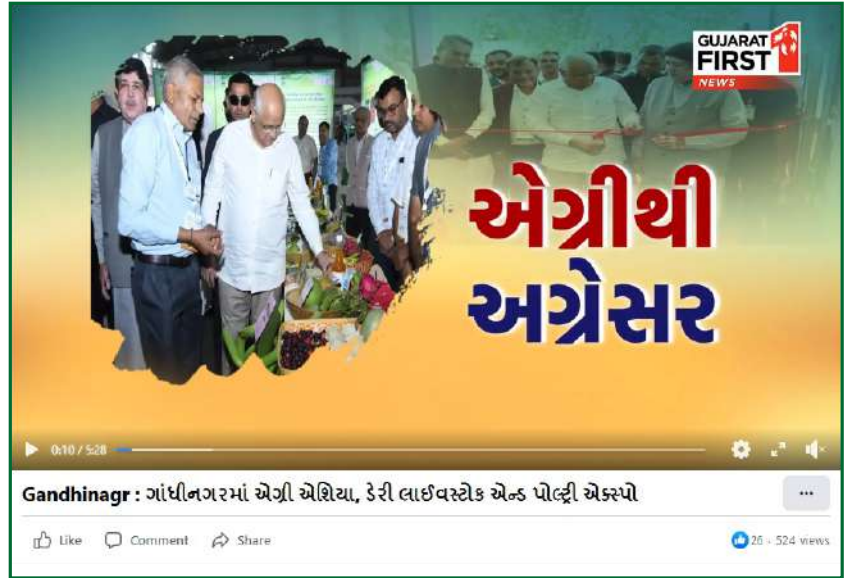 GUJARAT
FIRST
NEWS
એગ્રીથી
અગ્રેસર
0:10 / 5:28
Gandhinagr : ગાંધીનગરમાં એગ્રી એશિયા, ડેરી લાઈવસ્ટોક એન્ડ પોલ્ટ્રી એક્સ્પો
Like Comment Share 26 · 524 views